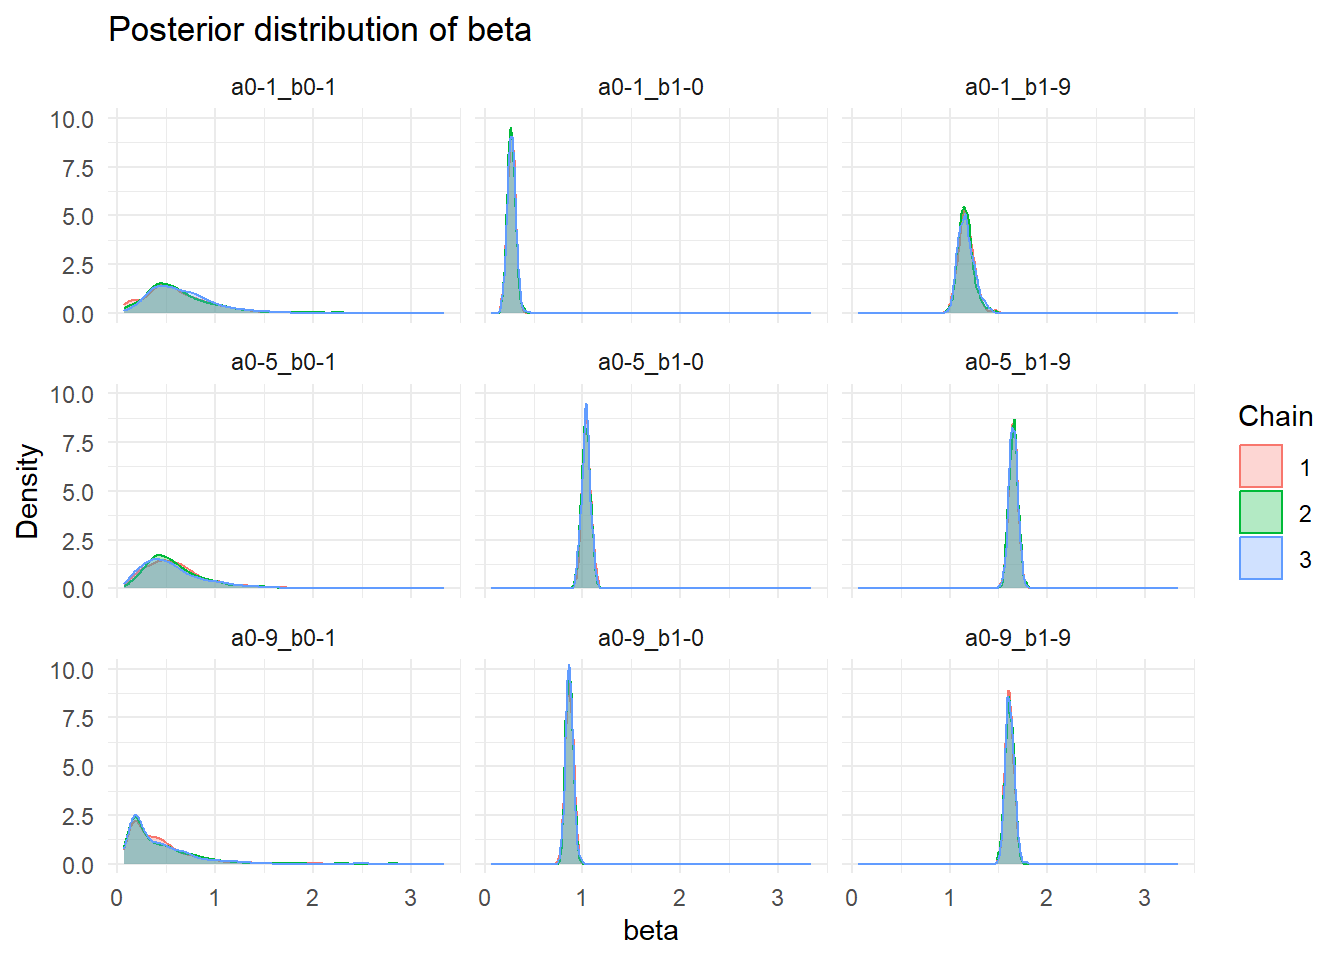 Posterior distribution of beta
a0-1_b0-1 a0-1_b1-0 a0-1_b1-9
10.0
7.5
5.0
2.5
0.0
a0-5_b0-1 a0-5_b1-0 a0-5_b1-9
10.0
7.5
5.0
2.5
0.0
a0-9_b0-1 a0-9_b1-0 a0-9_b1-9
10.0
7.5
5.0
2.5
0.0
0 1 2 3 0 1 2 3 0 1 2 3
beta
Density
Chain
1
2
3